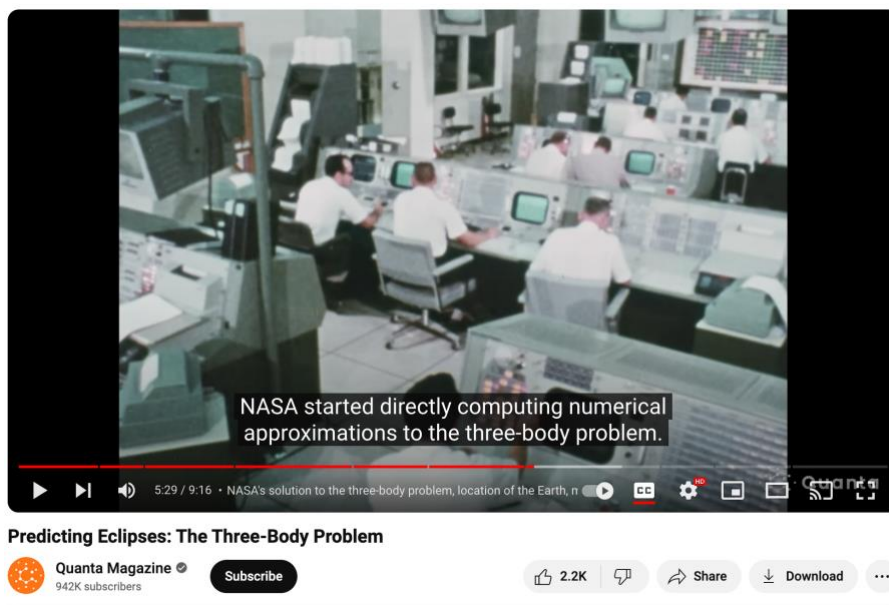 NASA started directly computing numerical
approximations to the three-body problem.
5:29 / 9:16 • NASA's solution to the three-body problem, location of the Earth, n
CC
HD
Quanta
Predicting Eclipses: The Three-Body Problem
Quanta Magazine
942K subscribers
Subscribe
2.2K
Share
Download